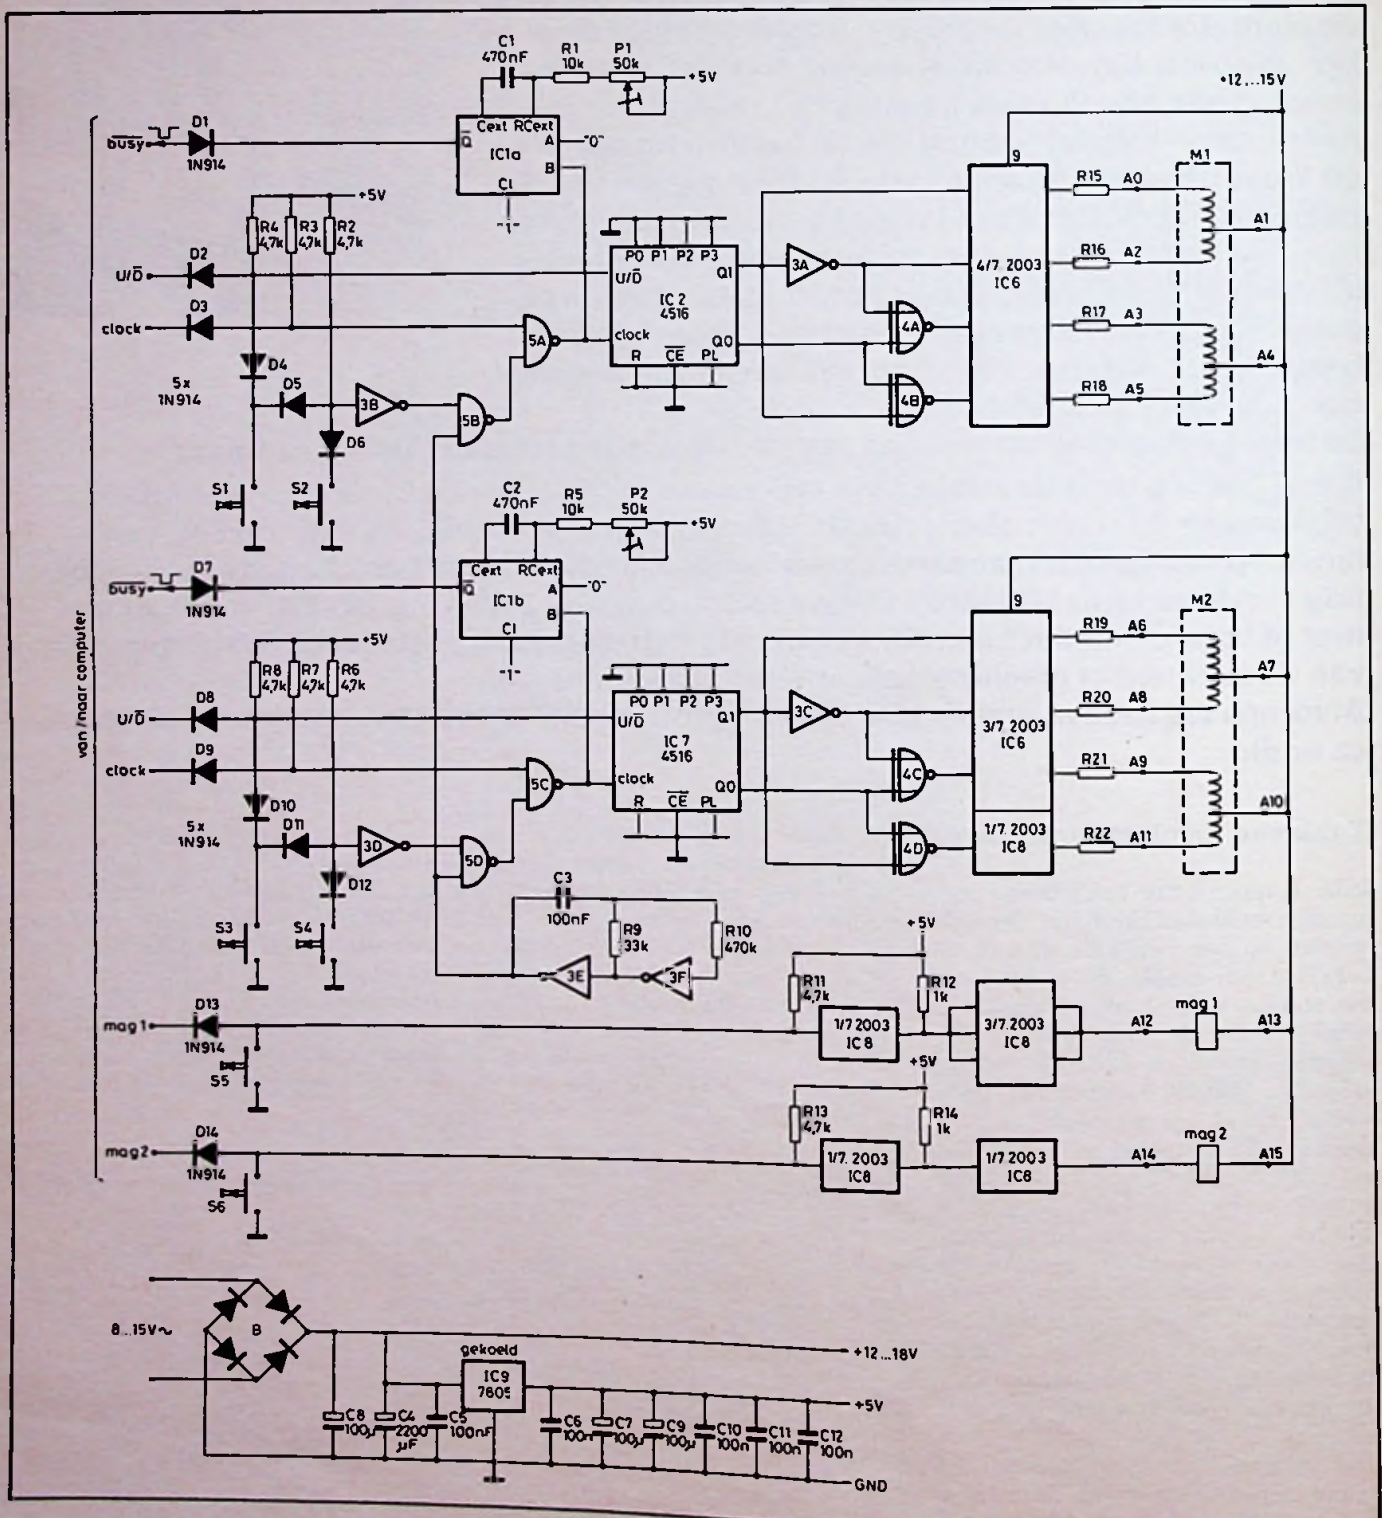 C1
470nF
R1
10k
P1
50k
+5V
+12,..15V
D1
busy
1N914
Cext RCext
Q
IC1a
A
"0"
B
Cl
"1"
9
M1
R15
A0
A1
R16
A2
R17
A3
A4
R18
A5
+5V
R4
4,7k
R3
4,7k
R2
4,7k
D2
U/D
D3
clock
D4
D5
5x
1N914
D6
S1
S2
3B
5B
5A
P0 P1 P2 P3
U/D
Q1
IC 2
4516
clock
Q0
R
CE
PL
3A
4A
4B
4/7. 2003
IC6
van/naar computer
C2
470nF
R5
10k
P2
50k
+5V
D7
busy
1N914
Cext RCext
Q
IC1b
A
"0"
B
Cl
"1"
9
M2
R19
A6
A7
R20
A8
R21
A9
A10
R22
A11
+5V
R8
4,7k
R7
4,7k
R6
4,7k
D8
U/D
D9
clock
D10
D11
5x
1N914
D12
S3
S4
3D
5D
5C
P0 P1 P2 P3
U/D
Q1
IC 7
4516
clock
Q0
R
CE
PL
3C
4C
4D
3/7. 2003
IC6
1/7. 2003
IC8
C3
100nF
R9
33k
R10
470k
3E
3F
D13
mag1
1N914
S5
+5V
R11
4,7k
R12
1k
1/7. 2003
IC8
3/7. 2003
IC8
A12
mag 1
A13
D14
mag2
1N914
S6
+5V
R13
4,7k
R14
1k
1/7. 2003
IC8
1/7. 2003
IC8
A14
mag 2
A15
8...15V~
B
gekoeld
IC9
7805
+12...18V
C8
100µ
C4
2200
µF
C5
100nF
C6
100n
C7
100µ
C9
100µ
C10
100n
C11
100n
C12
100n
+5V
GND